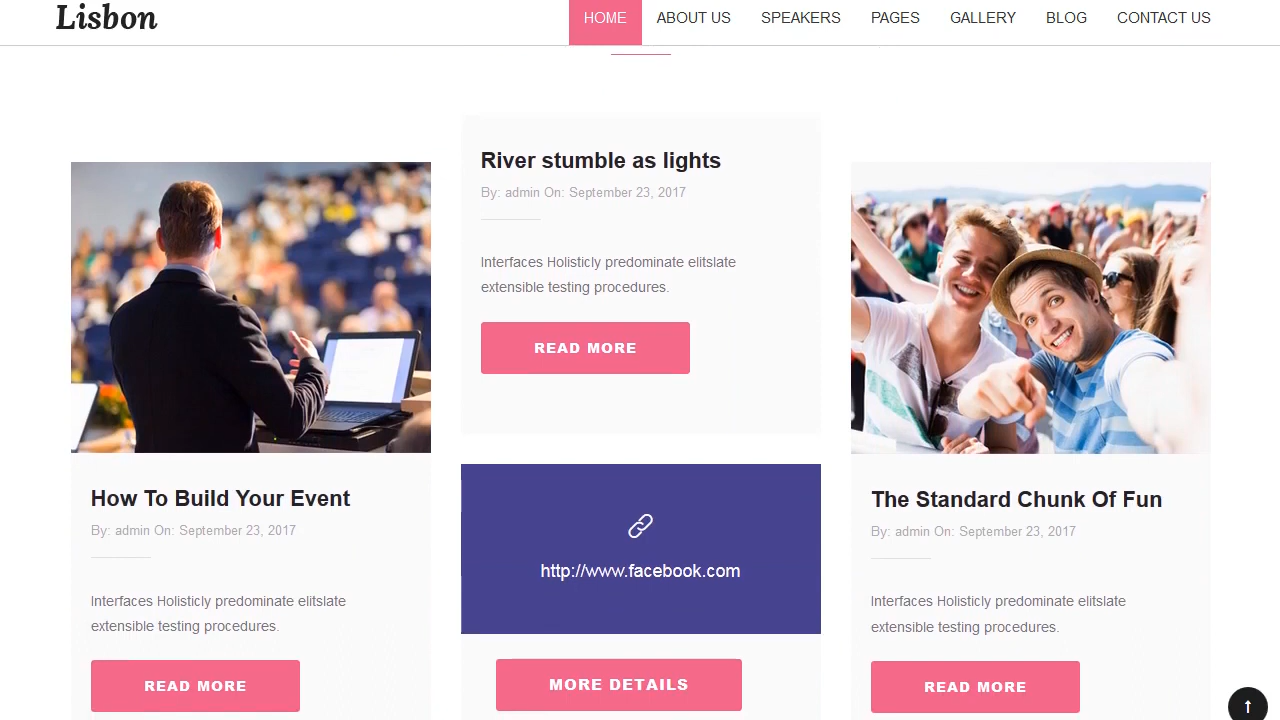 Lisbon
HOME ABOUT US SPEAKERS PAGES GALLERY BLOG CONTACT US
How To Build Your Event
By: admin On: September 23, 2017
Interfaces Holisticly predominate elitslate
extensible testing procedures.
READ MORE
River stumble as lights
By: admin On: September 23, 2017
Interfaces Holisticly predominate elitslate
extensible testing procedures.
READ MORE
http://www.facebook.com
MORE DETAILS
The Standard Chunk Of Fun
By: admin On: September 23, 2017
Interfaces Holisticly predominate elitslate
extensible testing procedures.
READ MORE